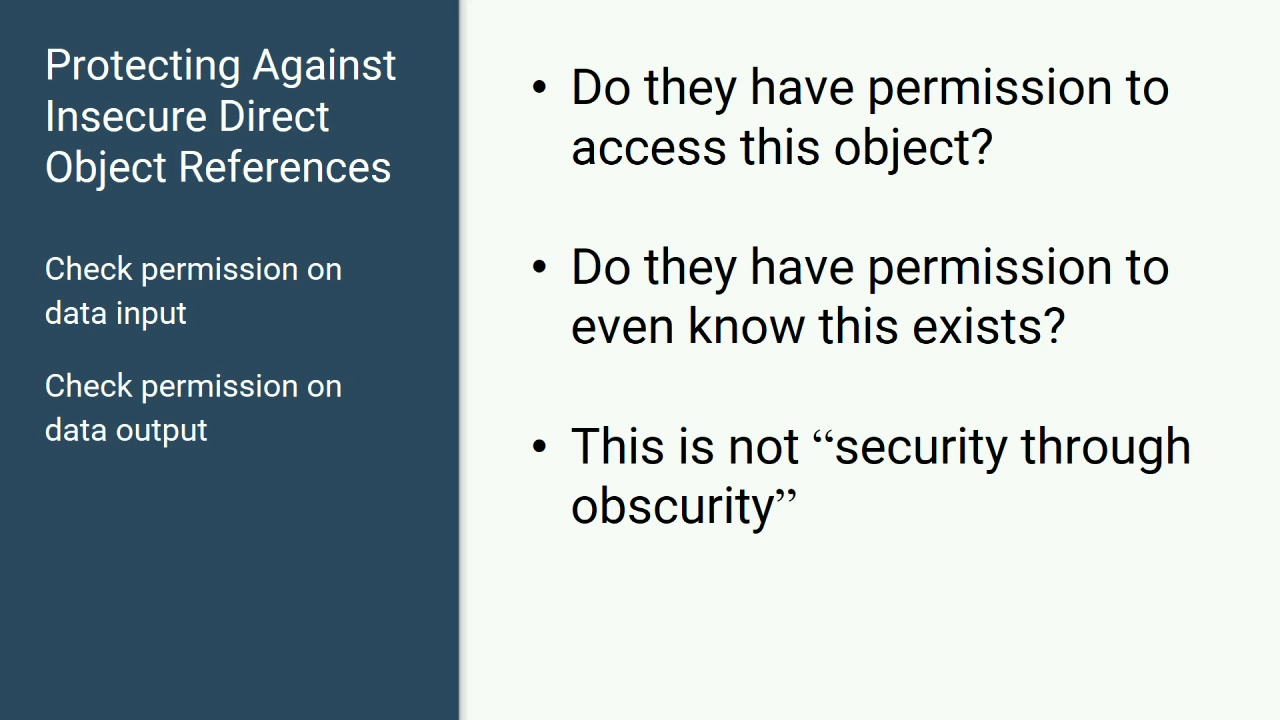 Protecting Against
Insecure Direct
Object References
Check permission on
data input
Check permission on
data output
• Do they have permission to
access this object?
• Do they have permission to
even know this exists?
• This is not “security through
obscurity”